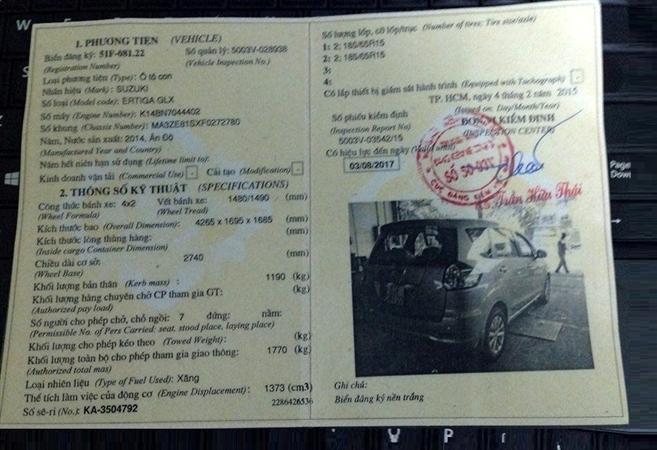 1. PHƯƠNG TIỆN (VEHICLE)
Biển đăng ký: 51F-681.22 Số quản lý: 5003V-028938
(Registration Number) (Vehicle Inspection No.)
Loại phương tiện (Type): Ô tô con
Nhãn hiệu (Mark): SUZUKI
Số loại (Model code): ERTIGA GLX
Số máy (Engine Number): K14BN7044402
Số khung (Chassis Number): MA3ZE81SXF0272780
Năm, Nước sản xuất: 2014, Ấn Độ
(Manufactured Year and Country)
Năm hết niên hạn sử dụng (Lifetime limit to):
Kinh doanh vận tải (Commercial Use) - Cải tạo (Modification) -
2. THÔNG SỐ KỸ THUẬT (SPECIFICATIONS)
Công thức bánh xe: 4x2 Vết bánh xe: 1480/1490 (mm)
(Wheel Formula) (Wheel Tread)
Kích thước bao (Overall Dimension): 4265 x 1695 x 1685 (mm)
Kích thước lòng thùng hàng: (mm)
(Inside cargo Container Dimension)
Chiều dài cơ sở: 2740 (mm)
(Wheel Base)
Khối lượng bản thân (Kerb mass) : 1190 (kg)
Khối lượng hàng chuyên chở CP tham gia GT: (kg)
(Authorized pay load)
Số người cho phép chở, chỗ ngồi: 7 đứng: nằm:
(Permissible No. of Pers Carried: seat, stood place, laying place)
Khối lượng cho phép kéo theo (Towed Weight): (kg)
Khối lượng toàn bộ cho phép tham gia giao thông: 1770 (kg)
(Authorized total mas)
Loại nhiên liệu (Type of Fuel Used): Xăng
Thể tích làm việc của động cơ (Engine Displacement): 1373 (cm3)
2286426536
Số sê-ri (No.): KA-3504792
Số lượng lốp, cỡ lốp/trục (Number of tires; Tire size/axle)
1: 2; 185/65R15
2: 2; 185/65R15
3:
4:
Có lắp thiết bị giám sát hành trình (Equipped with Tachograph) -
TP. HCM, ngày 4 tháng 2 năm 2015
(Issued on: Day/Month/Year)
Số phiếu kiểm định ĐƠN VỊ KIỂM ĐỊNH
(Inspection Report No) (INSPECTION CENTER)
5003V-03542/15
Có hiệu lực đến ngày
03/08/2017
Trần Hữu Thái
Ghi chú:
Biển đăng ký nền trắng
Page
Down